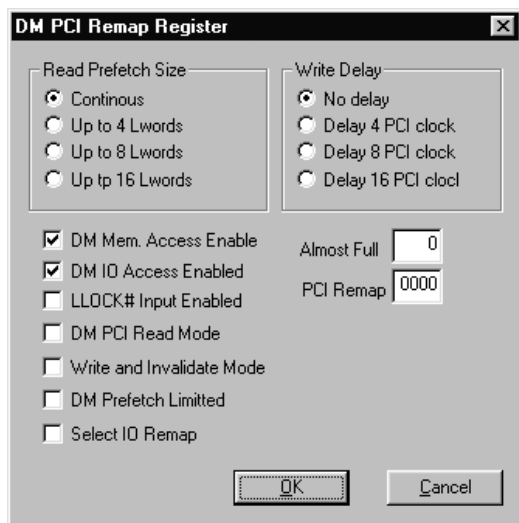 DM PCI Remap Register
Read Prefetch Size
Continous
Up to 4 Lwords
Up to 8 Lwords
Up tp 16 Lwords
Write Delay
No delay
Delay 4 PCI clock
Delay 8 PCI clock
Delay 16 PCI clocl
DM Mem. Access Enable
DM IO Access Enabled
LLOCK# Input Enabled
DM PCI Read Mode
Write and Invalidate Mode
DM Prefetch Limitted
Select IO Remap
Almost Full 0
PCI Remap 0000
OK
Cancel